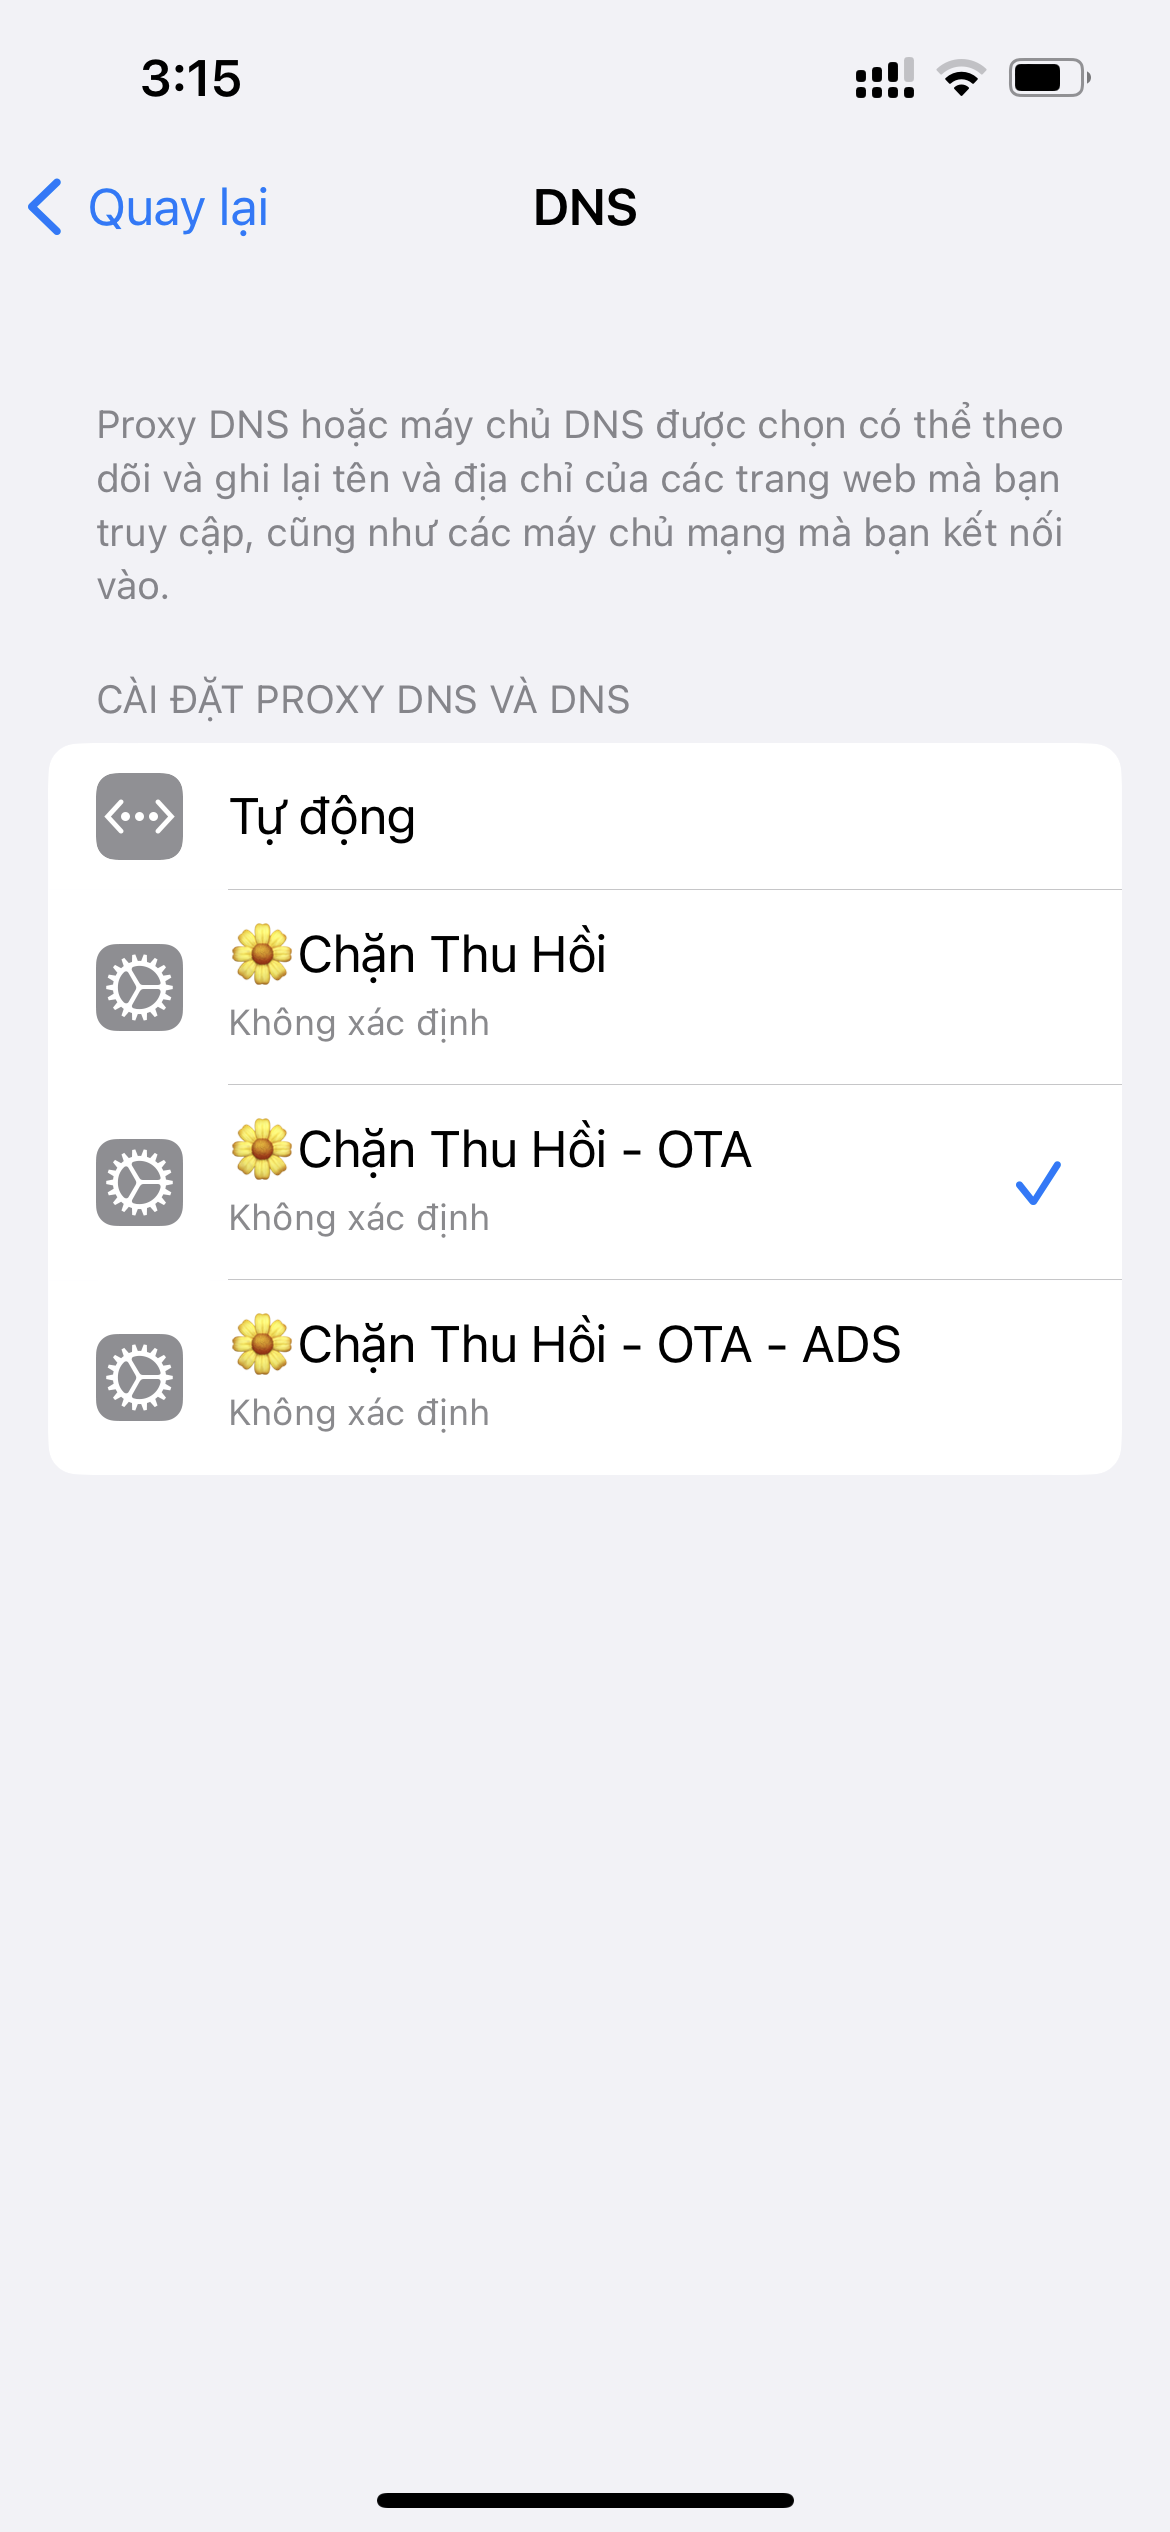 3:15
Quay lại
DNS
Proxy DNS hoặc máy chủ DNS được chọn có thể theo
dõi và ghi lại tên và địa chỉ của các trang web mà bạn
truy cập, cũng như các máy chủ mạng mà bạn kết nối
vào.
CÀI ĐẶT PROXY DNS VÀ DNS
Tự động
🌼Chặn Thu Hồi
Không xác định
🌼Chặn Thu Hồi - OTA
Không xác định
🌼Chặn Thu Hồi - OTA - ADS
Không xác định